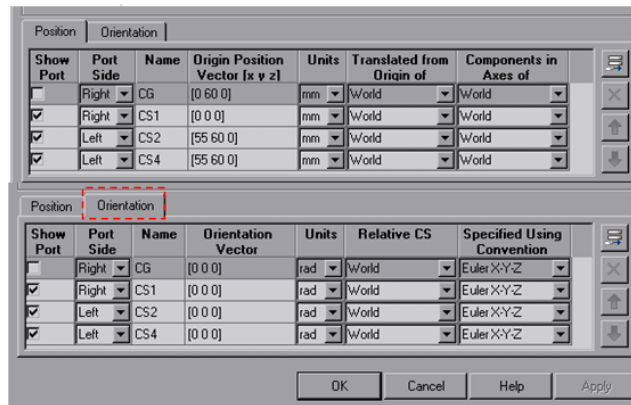 Position Orientation
Show Port Port Side Name Origin Position Vector [x y z] Units Translated from Origin of Components in Axes of
Right CG [0 60 0] mm World World
Right CS1 [0 0 0] mm World World
Left CS2 [55 60 0] mm World World
Left CS4 [55 60 0] mm World World
Position Orientation
Show Port Port Side Name Orientation Vector Units Relative CS Specified Using Convention
Right CG [0 0 0] rad World Euler X-Y-Z
Right CS1 [0 0 0] rad World Euler X-Y-Z
Left CS2 [0 0 0] rad World Euler X-Y-Z
Left CS4 [0 0 0] rad World Euler X-Y-Z
OK Cancel Help Apply